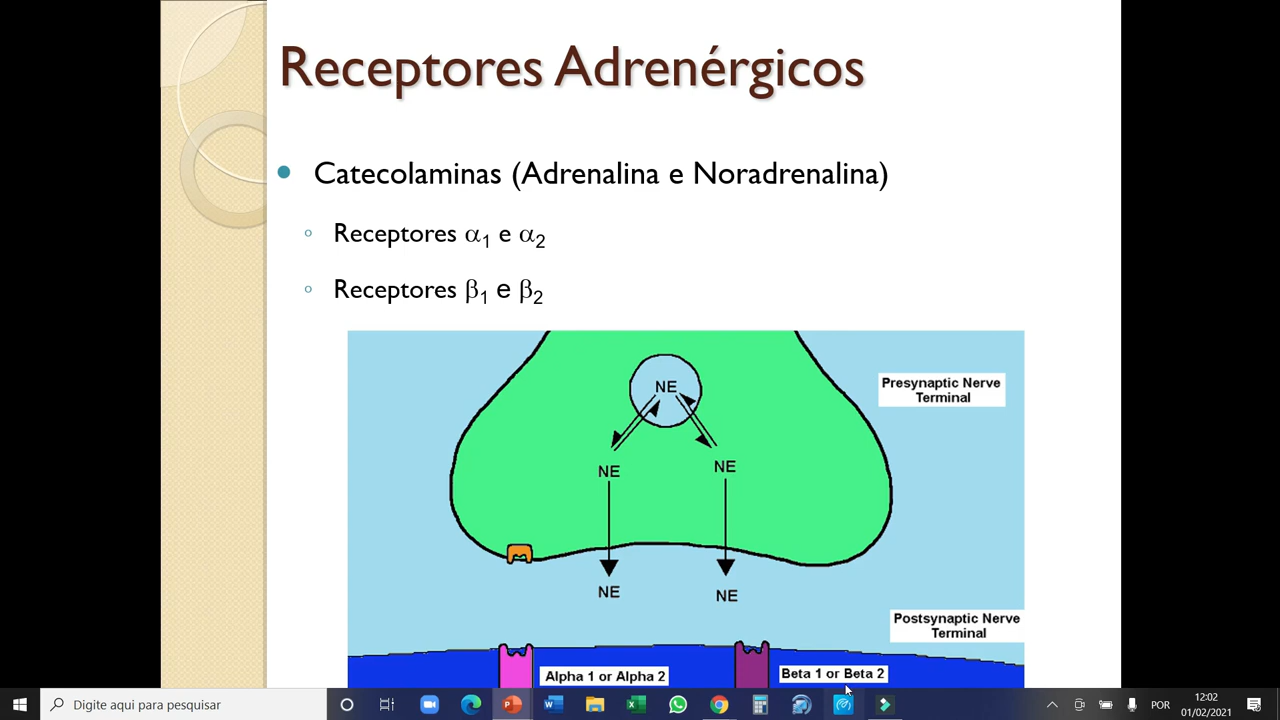 Receptores Adrenérgicos
Catecolaminas (Adrenalina e Noradrenalina)
Receptores α1 e α2
Receptores β1 e β2
NE
Presynaptic Nerve
Terminal
NE
NE
NE
NE
Postsynaptic Nerve
Terminal
Alpha 1 or Alpha 2
Beta 1 or Beta 2
Digite aqui para pesquisar
POR
12:02
01/02/2021